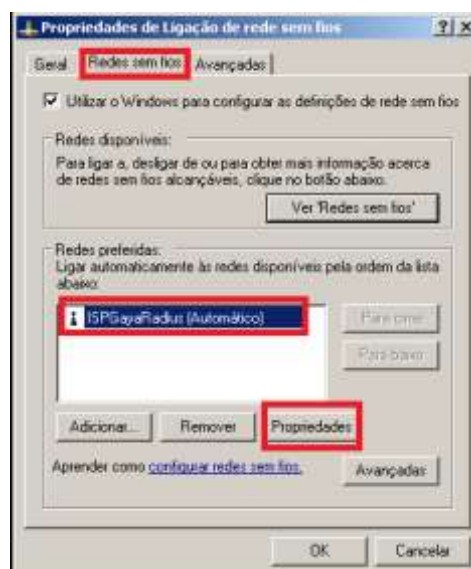 Propriedades de Ligação de rede sem fios
Geral Redes sem fios Avançadas
Utilizar o Windows para configurar as definições de rede sem fios
Redes disponíveis:
Para ligar a, desligar de ou para obter mais informação acerca
de redes sem fios alcançáveis, clique no botão abaixo.
Ver 'Redes sem fios'
Redes preferidas:
Ligar automaticamente às redes disponíveis pela ordem da lista
abaixo:
ISPGayaRadius (Automático)
Para cima
Para baixo
Adicionar... Remover Propriedades
Aprender como configurar redes sem fios.
Avançadas
OK Cancelar